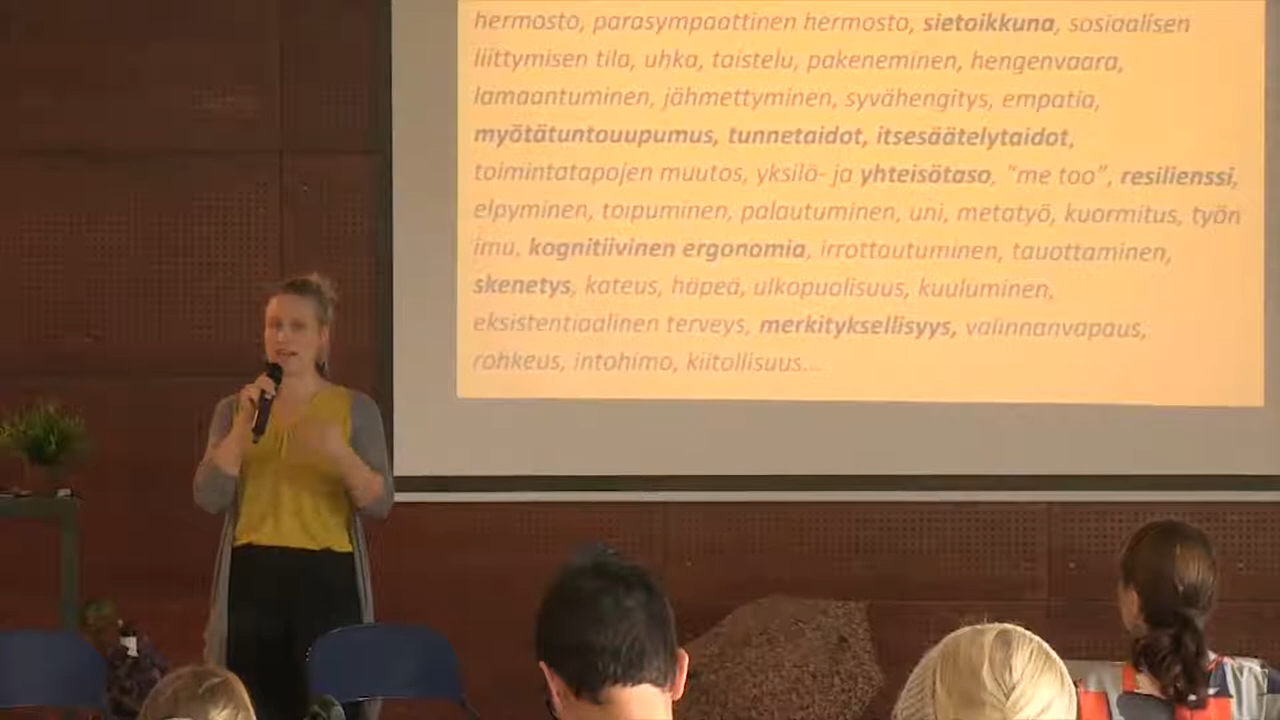 hermosto, parasympaattinen hermosto, sietoikkuna, sosiaalisen
liittymisen tila, uhka, taistelu, pakeneminen, hengenvaara,
lamaantuminen, jähmettyminen, syvähengitys, empatia,
myötätuntouupumus, tunnetaidot, itsesäätelytaidot,
toimintatapojen muutos, yksilö- ja yhteisötaso, "me too", resilienssi,
elpyminen, toipuminen, palautuminen, uni, metatyö, kuormitus, työn
imu, kognitiivinen ergonomia, irrottautuminen, tauottaminen,
skenetys, kateus, häpeä, ulkopuolisuus, kuuluminen,
eksistentiaalinen terveys, merkityksellisyys, valinnanvapaus,
rohkeus, intohimo, kiitollisuus...